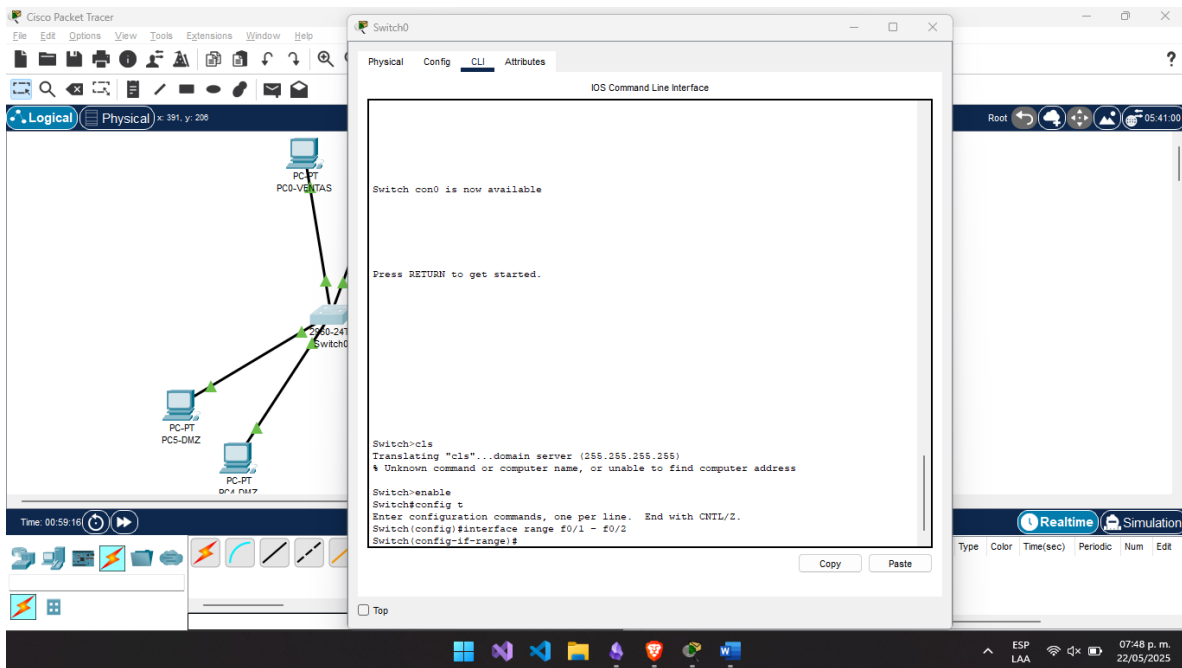 Cisco Packet Tracer
File Edit Options View Tools Extensions Window Help
?
Logical
Physical
x: 391, y: 206
Root
05:41:00
PC-PT
PC0-VENTAS
2960-24T
Switch0
PC-PT
PC5-DMZ
PC-PT
PC4 DMZ
Time: 00:59:16
Realtime
Simulation
Type Color Time(sec) Periodic Num Edit
Switch0
Physical Config CLI Attributes
IOS Command Line Interface
Switch con0 is now available
Press RETURN to get started.
Switch>cls
Translating "cls"...domain server (255.255.255.255)
% Unknown command or computer name, or unable to find computer address
Switch>enable
Switch#config t
Enter configuration commands, one per line. End with CNTL/Z.
Switch(config)#interface range f0/1 - f0/2
Switch(config-if-range)#
Copy
Paste
Top
ESP
LAA
07:48 p. m.
22/05/2025